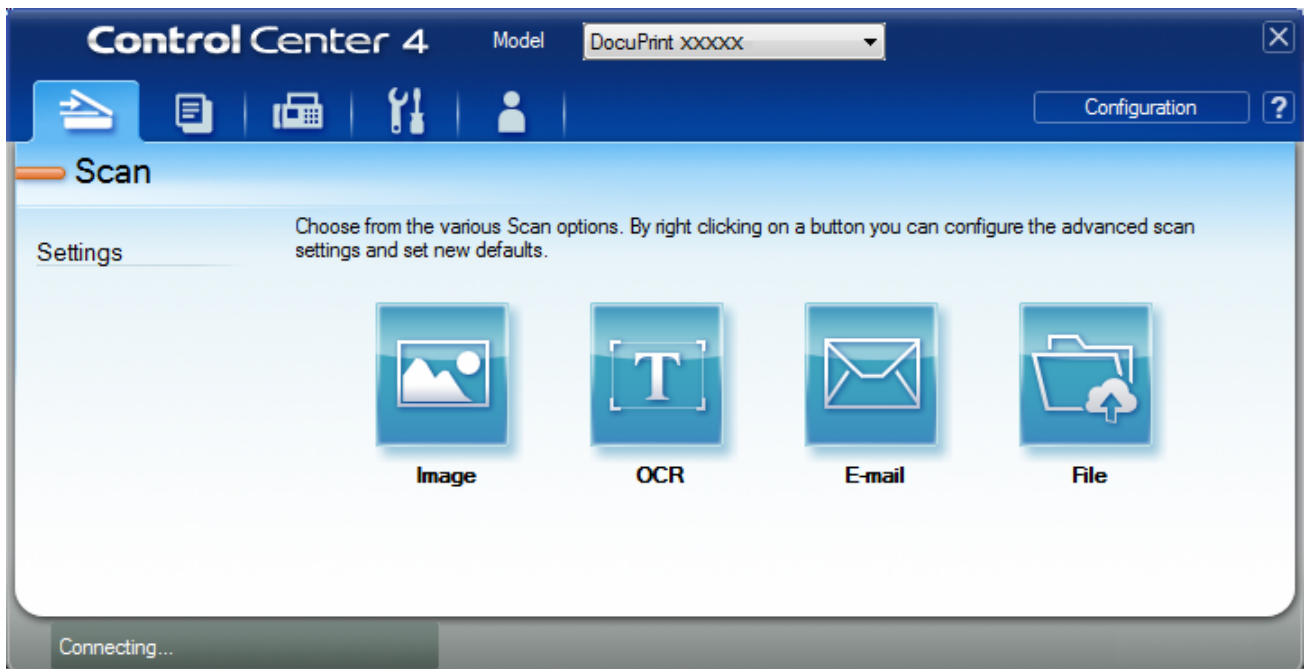 Control Center 4 Model DocuPrint XXXXX
Configuration ?
Scan
Settings
Choose from the various Scan options. By right clicking on a button you can configure the advanced scan
settings and set new defaults.
T
Image OCR E-mail File
Connecting...